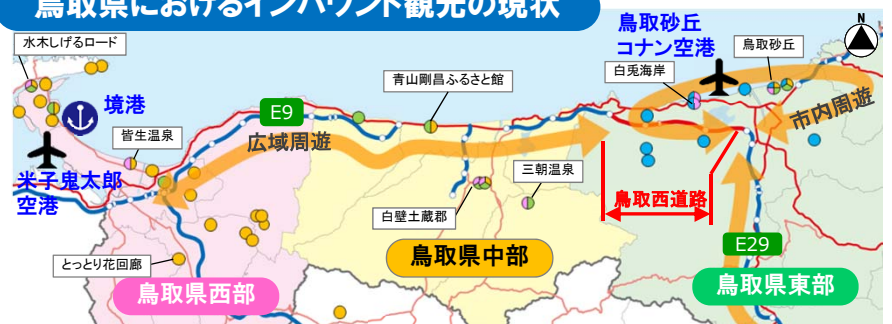 鳥取県におけるインバウンド観光の現状
水木しげるロード
境港
皆生温泉
米子鬼太郎
空港
とっとり花回廊
鳥取県西部
E9
広域周遊
青山剛昌ふるさと館
白壁土蔵郡
三朝温泉
鳥取県中部
鳥取砂丘
コナン空港
白兎海岸
鳥取砂丘
N
市内周遊
鳥取西道路
E29
鳥取県東部